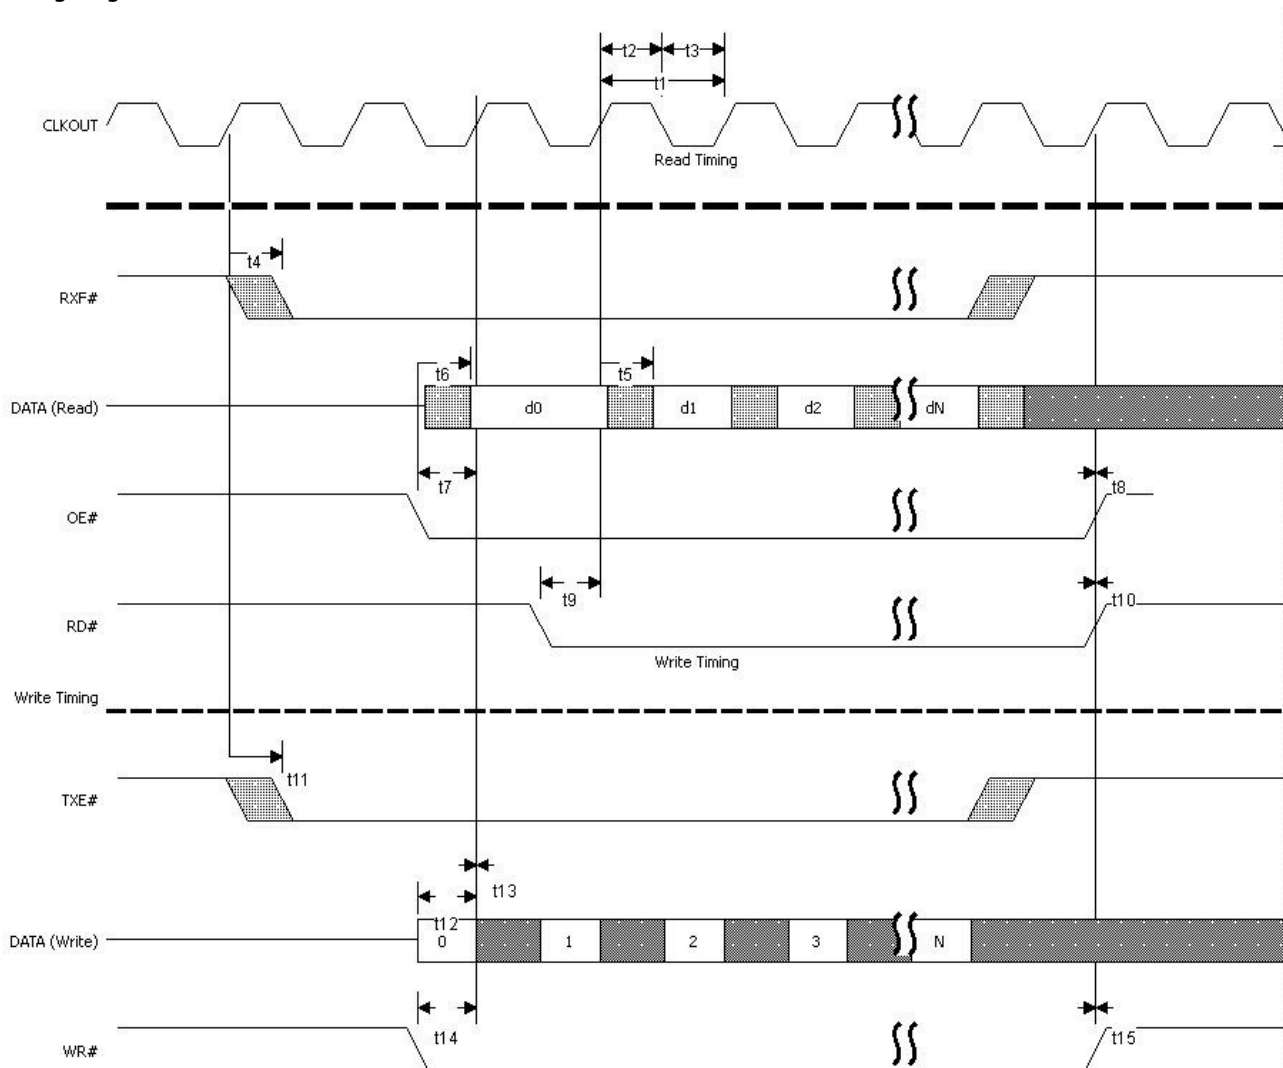 t2 t3
t1
CLKOUT
Read Timing
t4
RXF#
t6 t5
DATA (Read) d0 d1 d2 dN
t7 t8
OE#
t9 t10
RD#
Write Timing
Write Timing
t11
TXE#
t13
t12
DATA (Write) 0 1 2 3 N
t14 t15
WR#